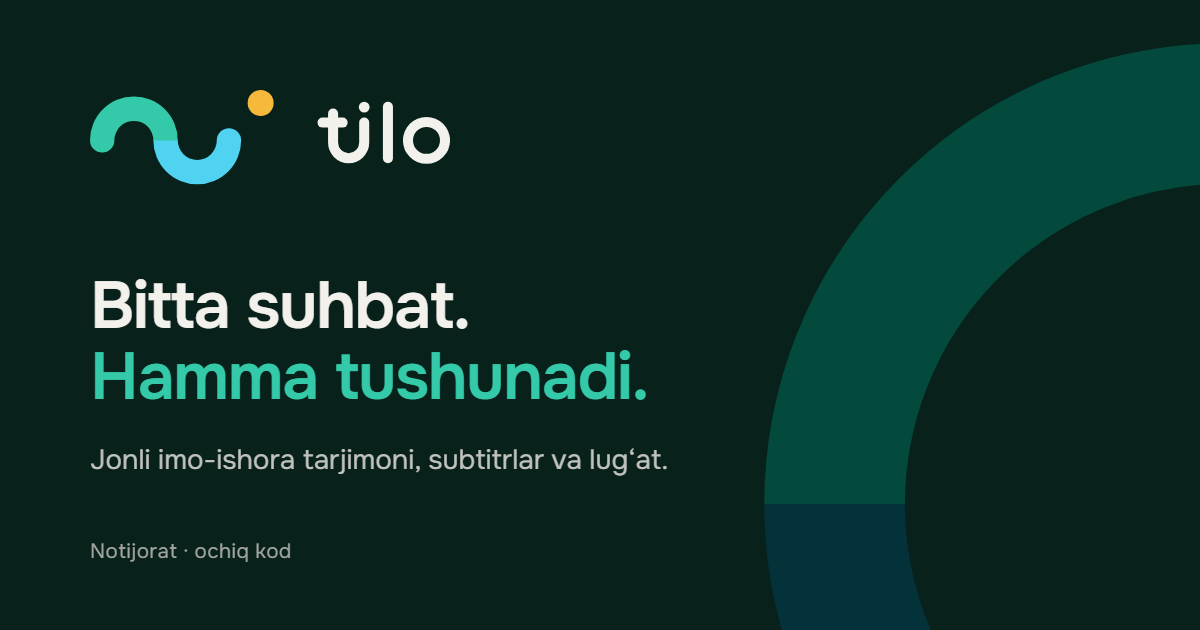 tilo
Bitta suhbat.
Hamma tushunadi.
Jonli imo-ishora tarjimoni, subtitrlar va lug‘at.
Notijorat · ochiq kod